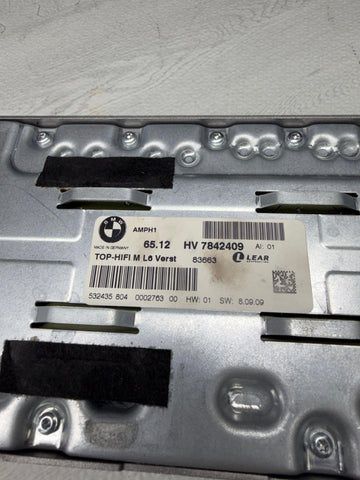 BMW
AMPH1
MADE IN GERMANY
65.12 HV 7842409 AI: 01
TOP-HIFI M L6 Verst 83663 LEAR
532435 804 0002763 00 HW: 01 SW: 8.09.09